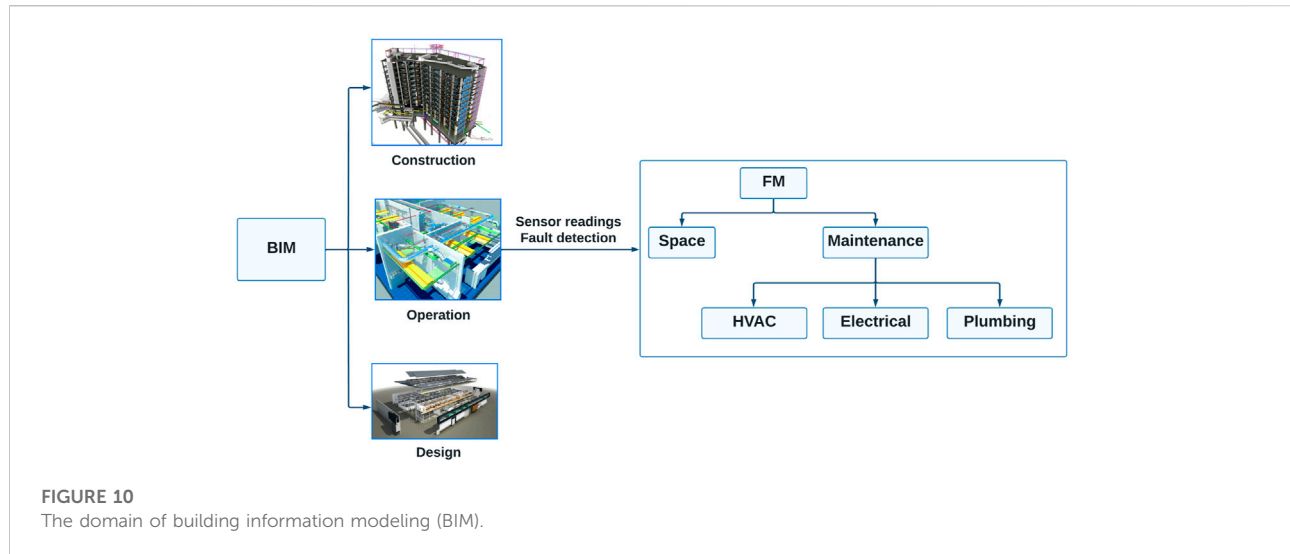 Construction
BIM
Sensor readings
Fault detection
Operation
FM
Space
Maintenance
HVAC
Electrical
Plumbing
Design
FIGURE 10
The domain of building information modeling (BIM).